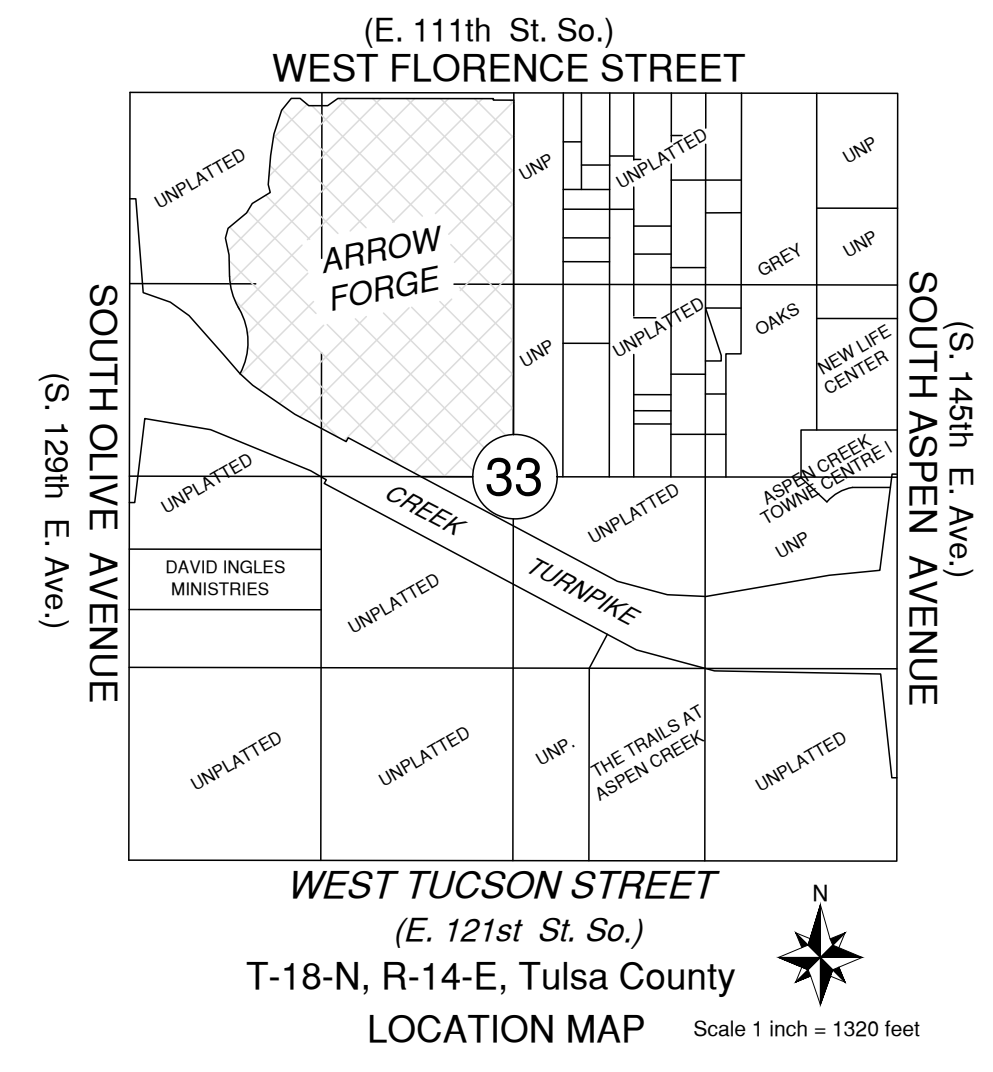 (E. 111th St. So.)
WEST FLORENCE STREET
UNPLATTED
UNP
UNPLATTED
UNP
ARROW
FORGE
GREY
UNP
SOUTH OLIVE AVENUE
(S. 129th E. Ave.)
UNP
UNPLATTED
OAKS
NEW LIFE
CENTER
SOUTH ASPEN AVENUE
(S. 145th E. Ave.)
UNPLATTED
33
CREEK
UNPLATTED
ASPEN CREEK
TOWNE CENTRE I
UNP
DAVID INGLES
MINISTRIES
UNPLATTED
TURNPIKE
UNPLATTED
UNPLATTED
UNP.
THE TRAILS AT
ASPEN CREEK
UNPLATTED
WEST TUCSON STREET
(E. 121st St. So.)
T-18-N, R-14-E, Tulsa County
LOCATION MAP
N
Scale 1 inch = 1320 feet